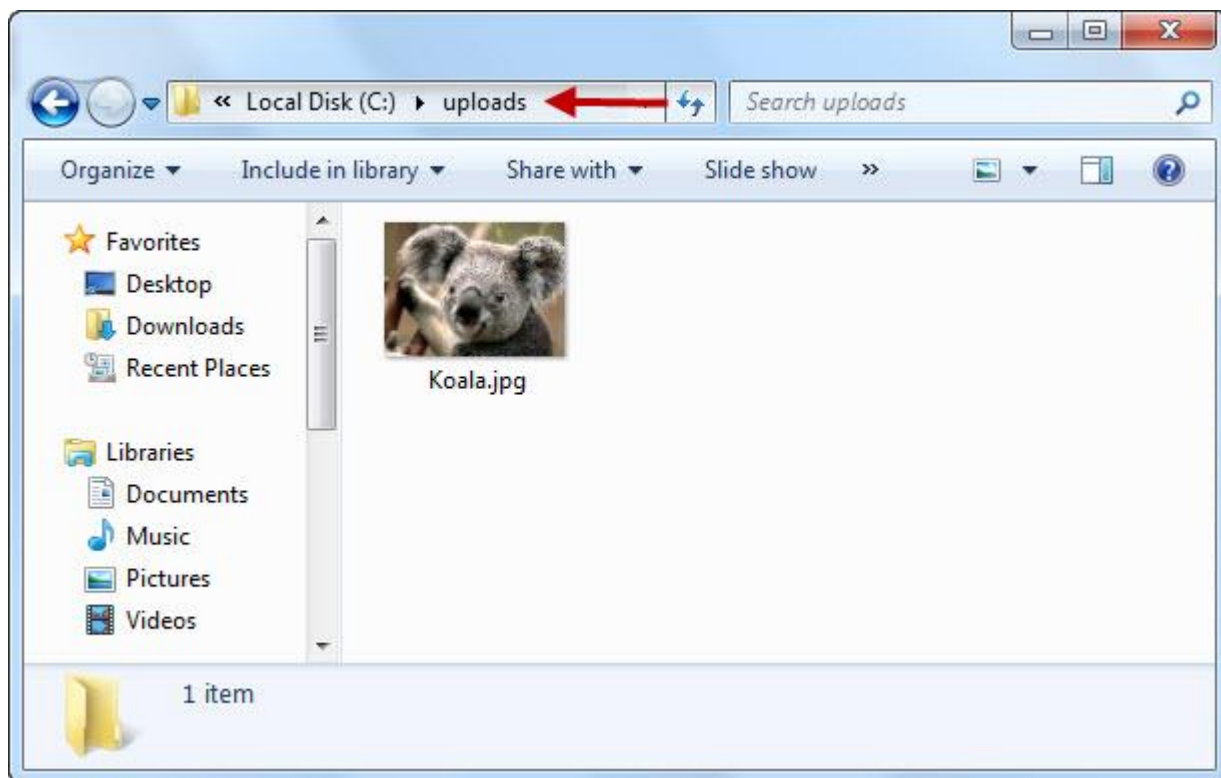 « Local Disk (C:) uploads Search uploads
Organize Include in library Share with Slide show »
Favorites
Desktop
Downloads
Recent Places
Libraries
Documents
Music
Pictures
Videos
Koala.jpg
1 item